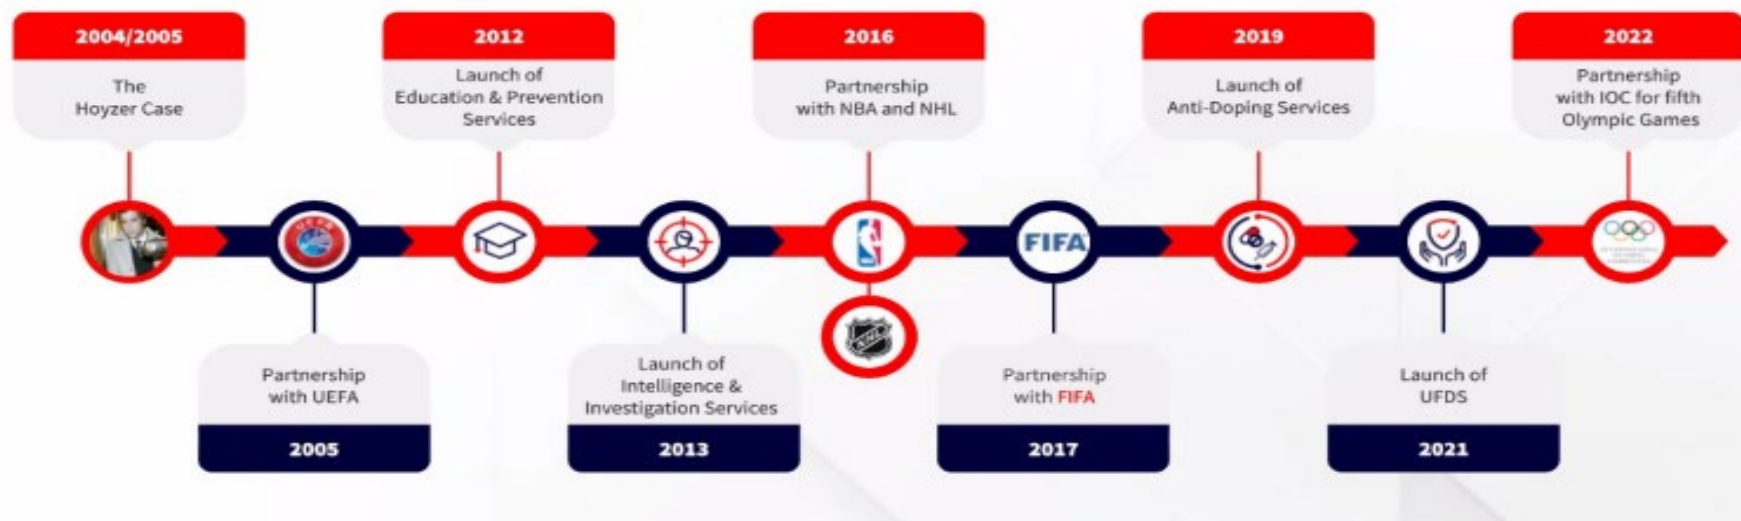 2004/2005
The
Hoyzer Case
2012
Launch of
Education & Prevention
Services
2016
Partnership
with NBA and NHL
2019
Launch of
Anti-Doping Services
2022
Partnership
with IOC for fifth
Olympic Games
UEFA
FIFA
NHL
Partnership
with UEFA
2005
Launch of
Intelligence &
Investigation Services
2013
Partnership
with FIFA
2017
Launch of
UFDS
2021